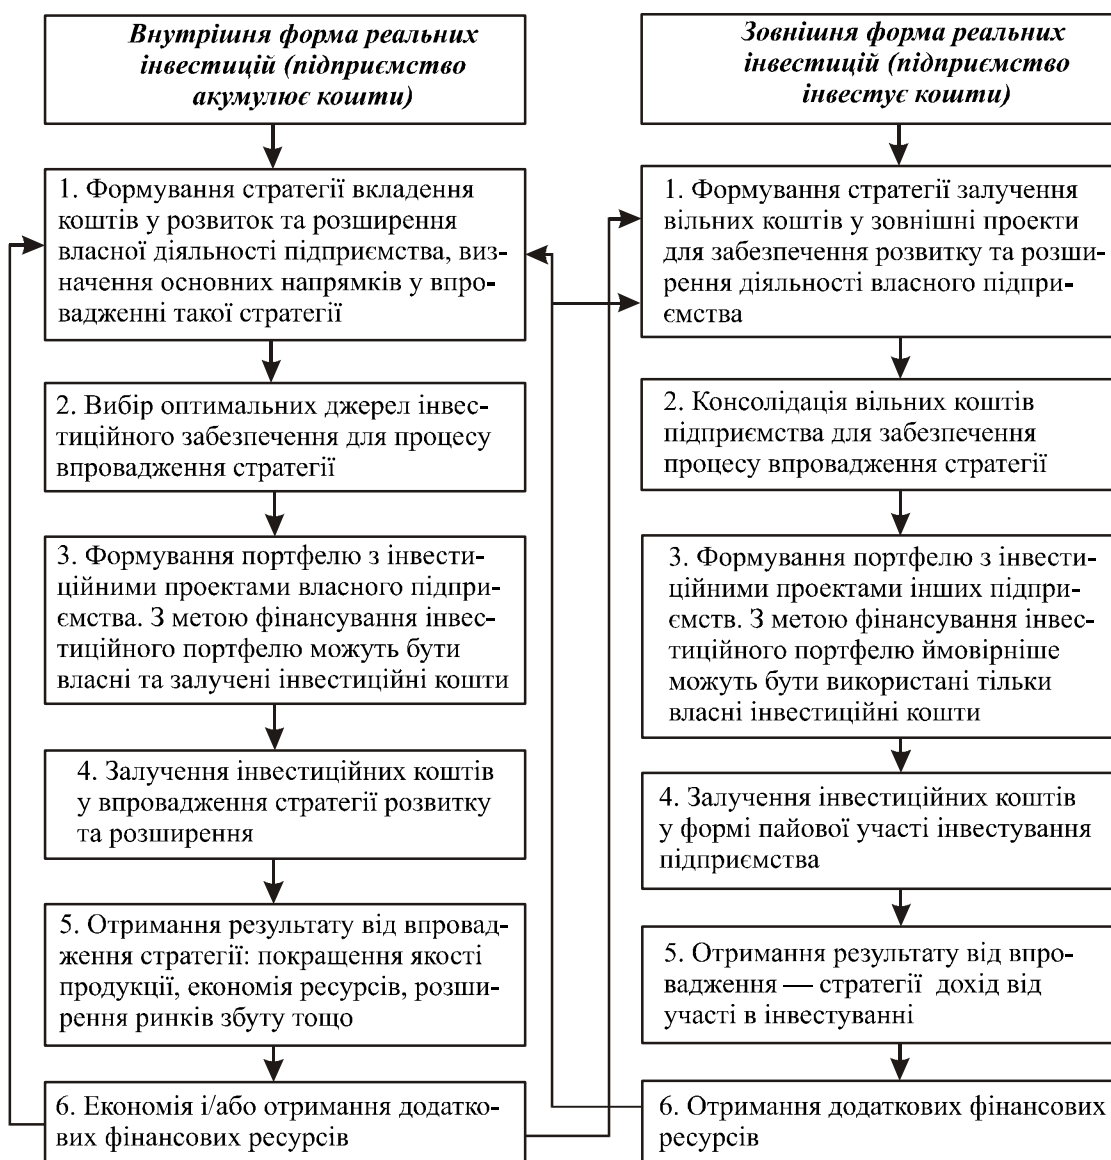 Внутрішня форма реальних
інвестицій (підприємство
акумулює кошти)
1. Формування стратегії вкладення
коштів у розвиток та розширення
власної діяльності підприємства, виз-
начення основних напрямків у впро-
вадженні такої стратегії
2. Вибір оптимальних джерел інвес-
тиційного забезпечення для процесу
впровадження стратегії
3. Формування портфелю з інвести-
ційними проектами власного підпри-
ємства. З метою фінансування інвес-
тиційного портфелю можуть бути
власні та залучені інвестиційні кошти
4. Залучення інвестиційних коштів
у впровадження стратегії розвитку
та розширення
5. Отримання результату від впровад-
ження стратегії: покращення якості
продукції, економія ресурсів, розши-
рення ринків збуту тощо
6. Економія і/або отримання додатко-
вих фінансових ресурсів
Зовнішня форма реальних
інвестицій (підприємство
інвестує кошти)
1. Формування стратегії залучення
вільних коштів у зовнішні проекти
для забезпечення розвитку та розши-
рення діяльності власного підпри-
ємства
2. Консолідація вільних коштів
підприємства для забезпечення
процесу впровадження стратегії
3. Формування портфелю з інвести-
ційними проектами інших підпри-
ємств. З метою фінансування інвес-
тиційного портфелю ймовірніше
можуть бути використані тільки
власні інвестиційні кошти
4. Залучення інвестиційних коштів
у формі пайової участі інвестування
підприємства
5. Отримання результату від впро-
вадження — стратегії дохід від
участі в інвестуванні
6. Отримання додаткових фінансових
ресурсів